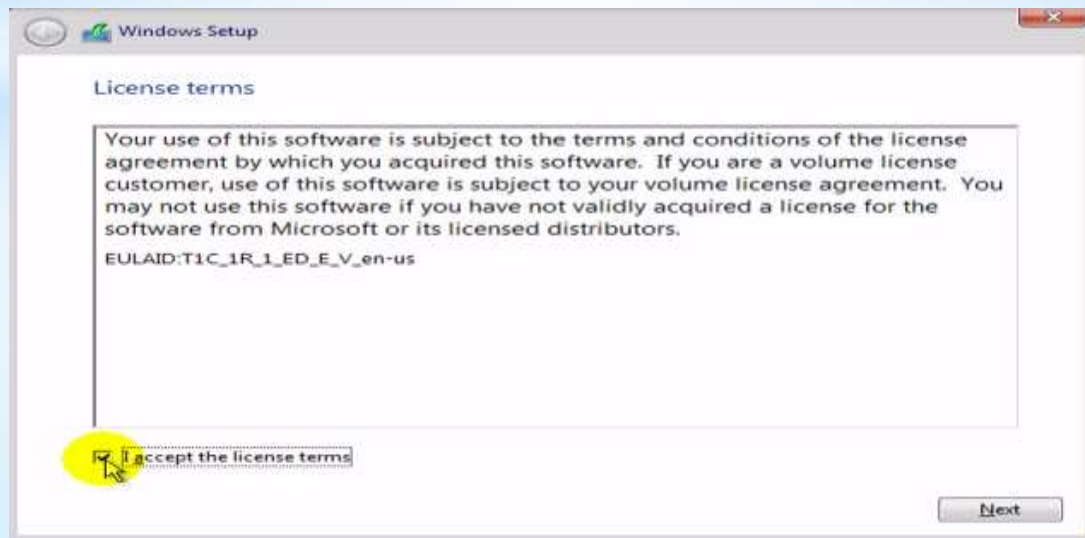 Windows Setup
License terms
Your use of this software is subject to the terms and conditions of the license
agreement by which you acquired this software.  If you are a volume license
customer, use of this software is subject to your volume license agreement.  You
may not use this software if you have not validly acquired a license for the
software from Microsoft or its licensed distributors.
EULAID:T1C_1R_1_ED_E_V_en-us
I accept the license terms
Next